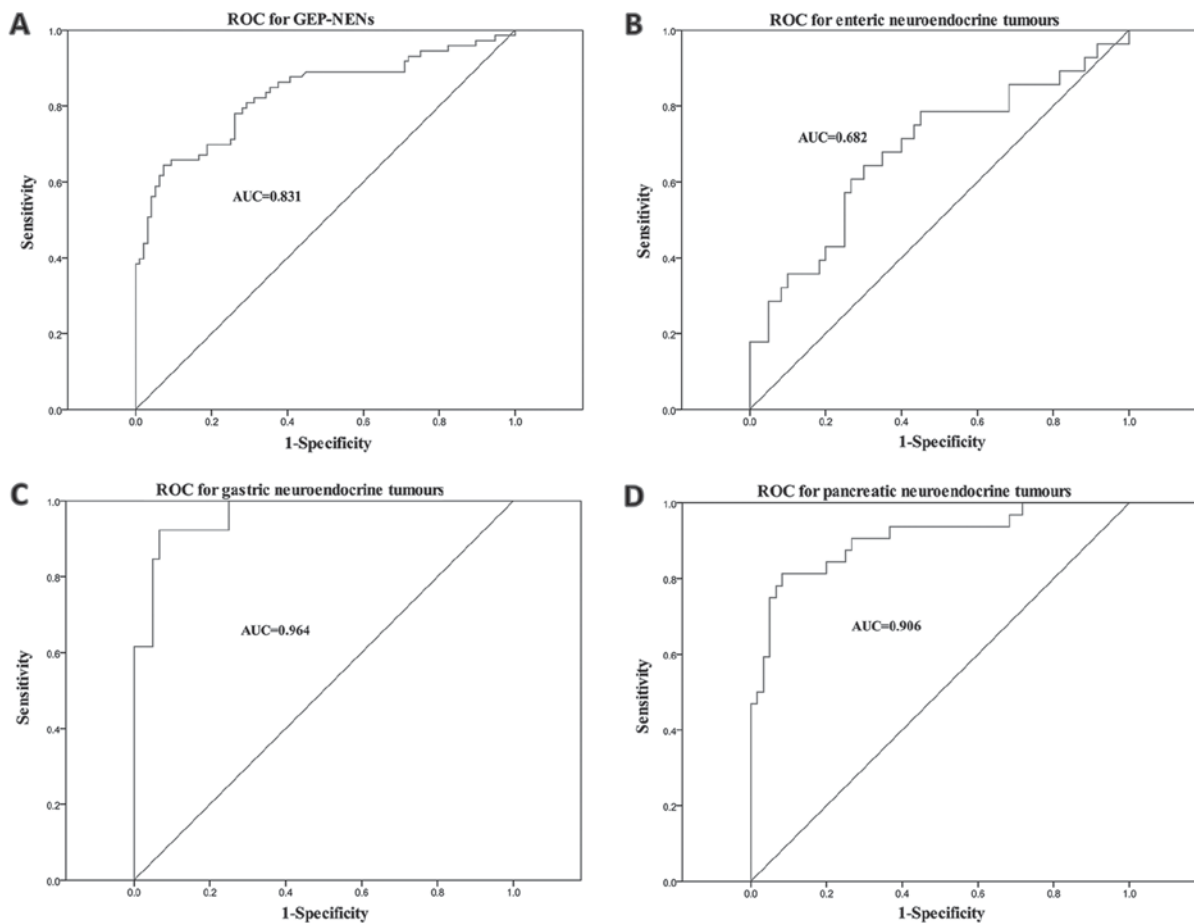 A
ROC for GEP-NENs
1.0
0.8
0.6
0.4
0.2
0.0
Sensitivity
AUC=0.831
0.0 0.2 0.4 0.6 0.8 1.0
1-Specificity
B
ROC for enteric neuroendocrine tumours
1.0
0.8
0.6
0.4
0.2
0.0
Sensitivity
AUC=0.682
0.0 0.2 0.4 0.6 0.8 1.0
1-Specificity
C
ROC for gastric neuroendocrine tumours
1.0
0.8
0.6
0.4
0.2
0.0
Sensitivity
AUC=0.964
0.0 0.2 0.4 0.6 0.8 1.0
1-Specificity
D
ROC for pancreatic neuroendocrine tumours
1.0
0.8
0.6
0.4
0.2
0.0
Sensitivity
AUC=0.906
0.0 0.2 0.4 0.6 0.8 1.0
1-Specificity